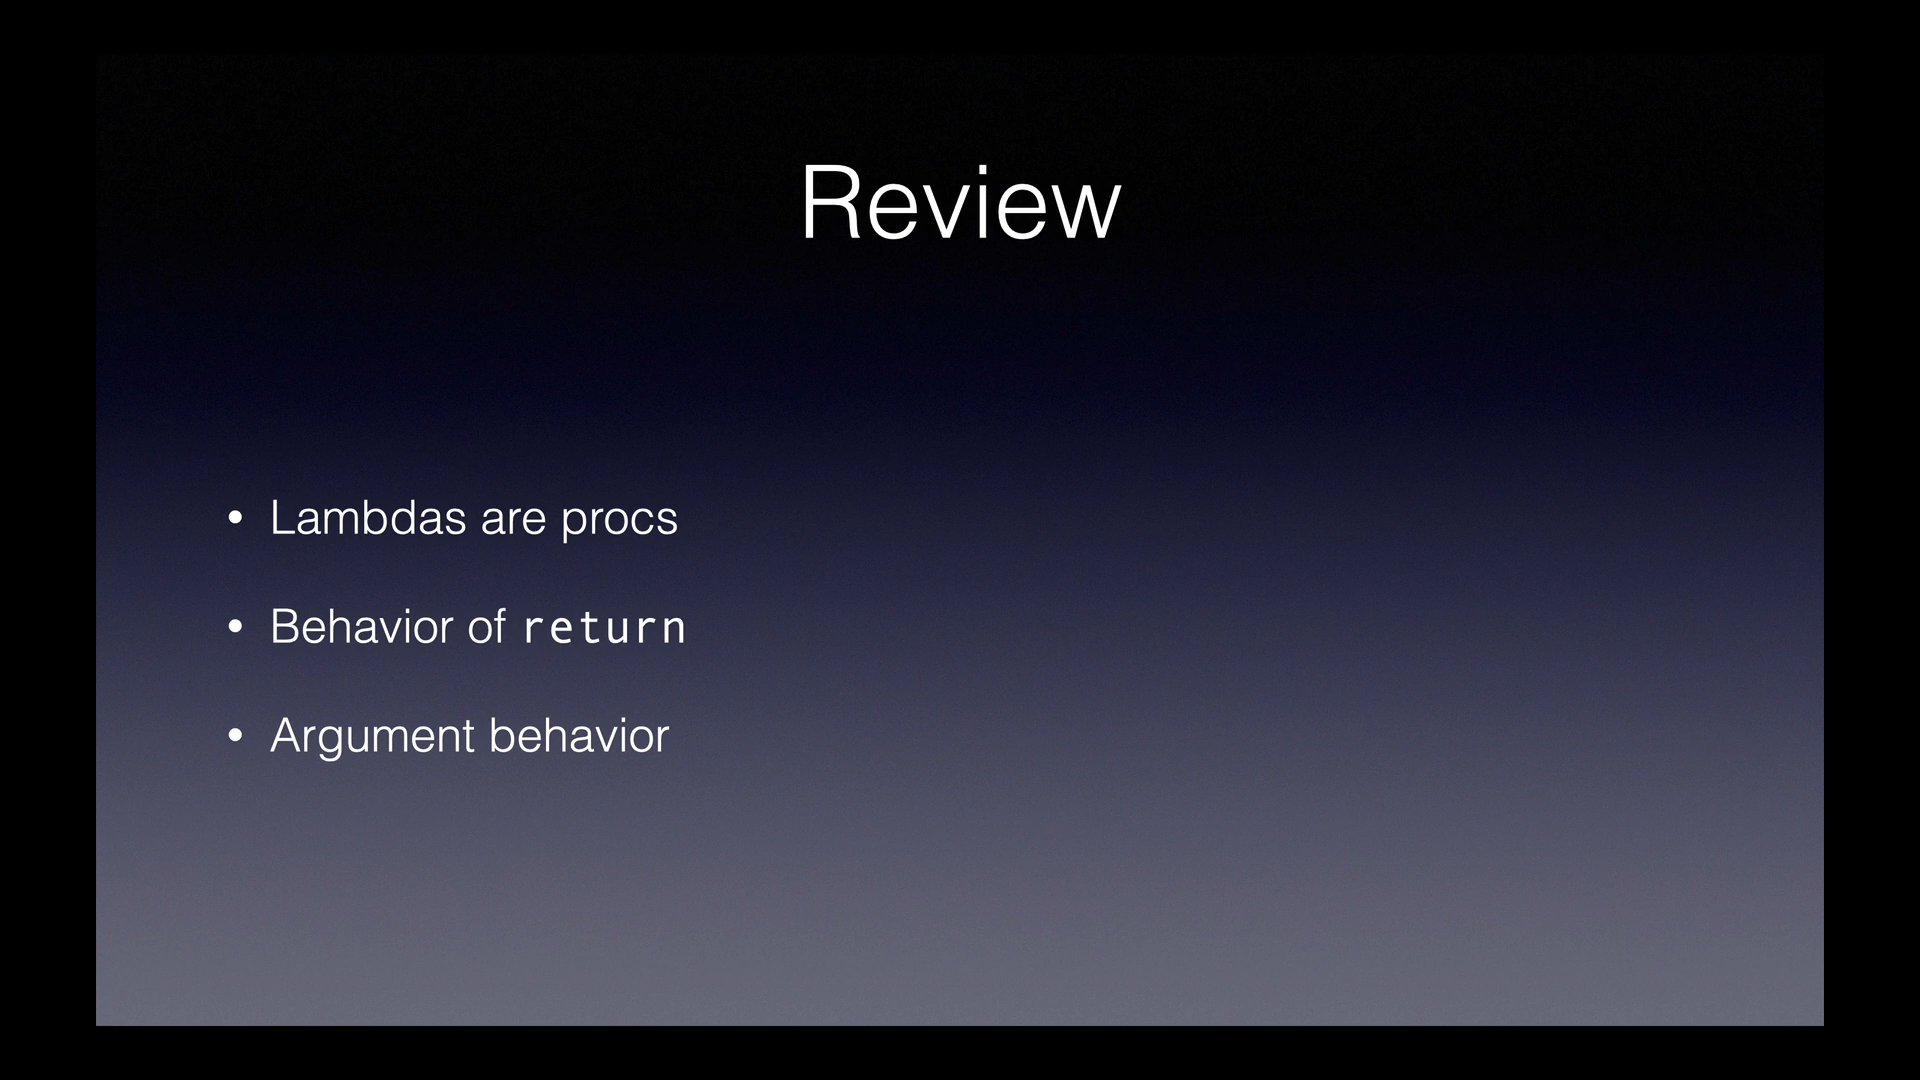 Review
• Lambdas are procs
• Behavior of return
• Argument behavior